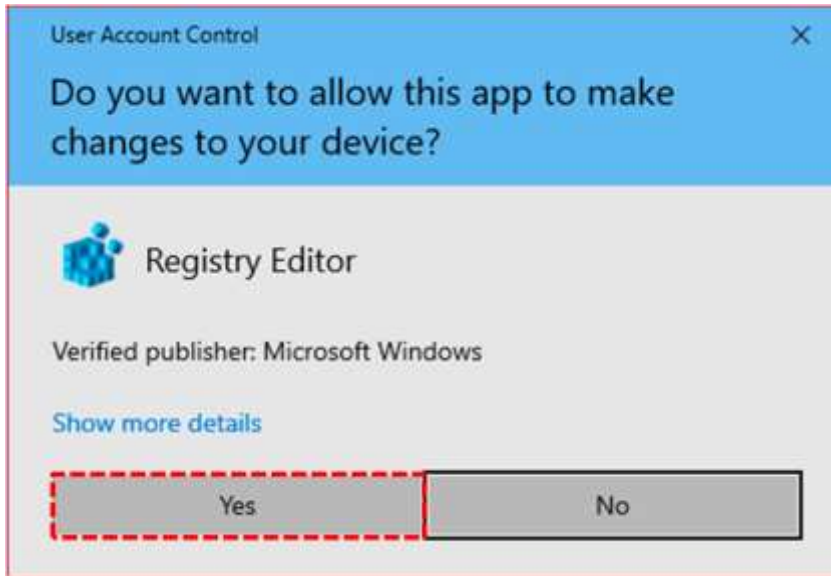 User Account Control
Do you want to allow this app to make
changes to your device?
Registry Editor
Verified publisher: Microsoft Windows
Show more details
Yes
No